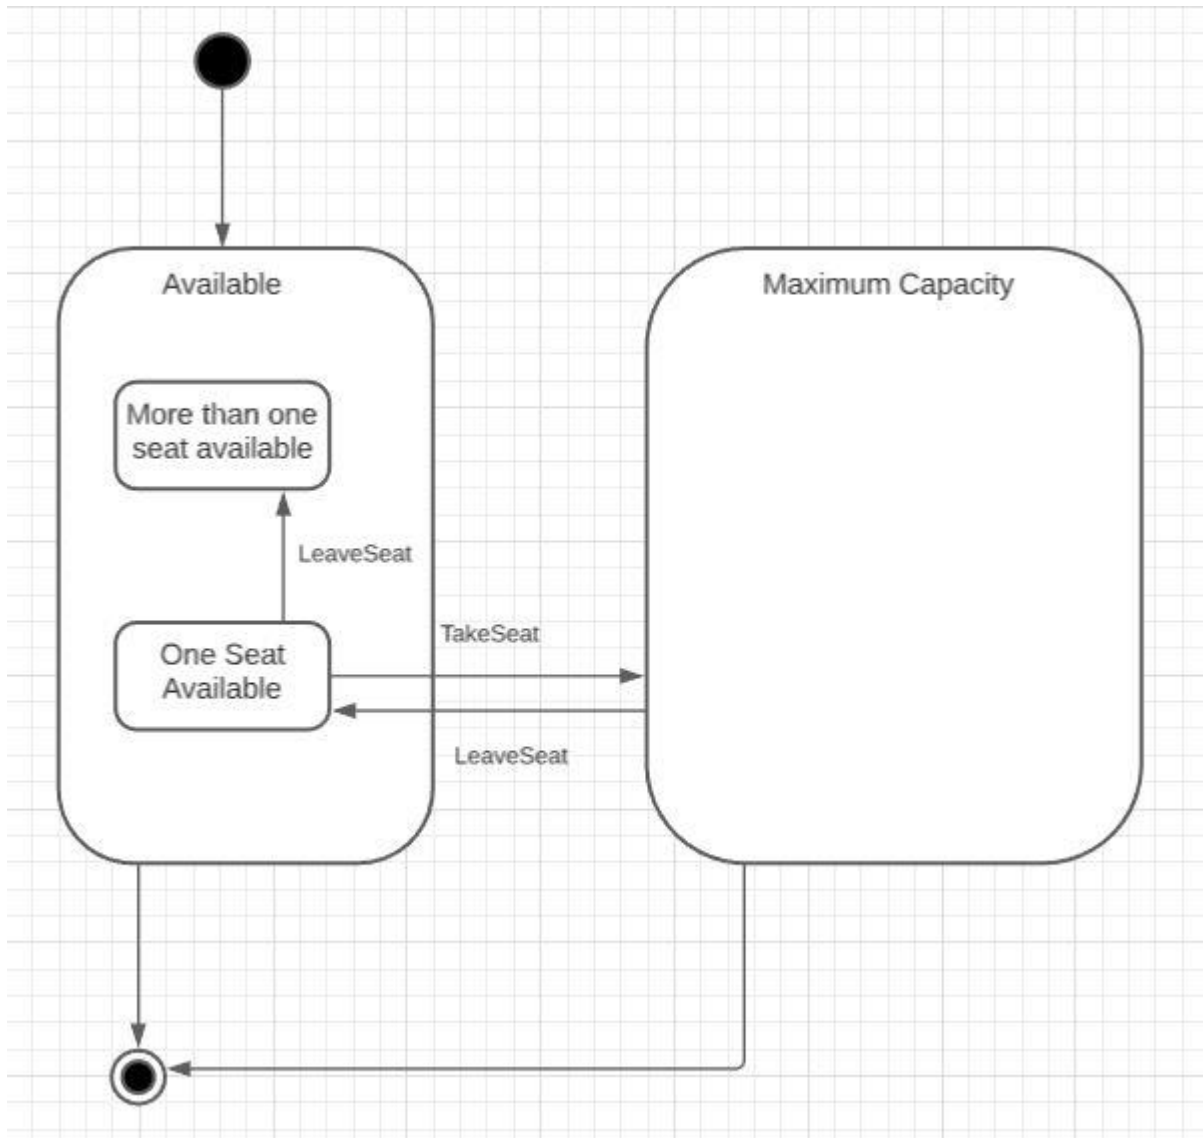 Available
Maximum Capacity
More than one
seat available
LeaveSeat
One Seat
Available
TakeSeat
LeaveSeat